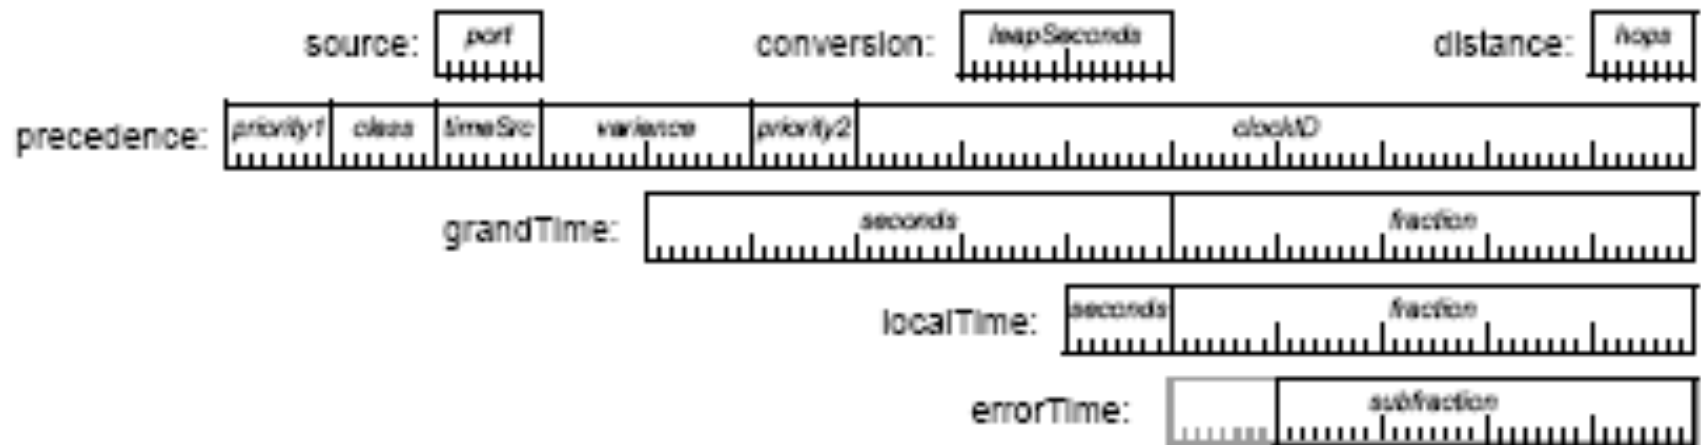 source: port conversion: leapSeconds distance: hops
precedence: priority1 class timeSrc varience priority2 clockID
grandTime: seconds fraction
localTime: seconds fraction
errorTime: subfraction